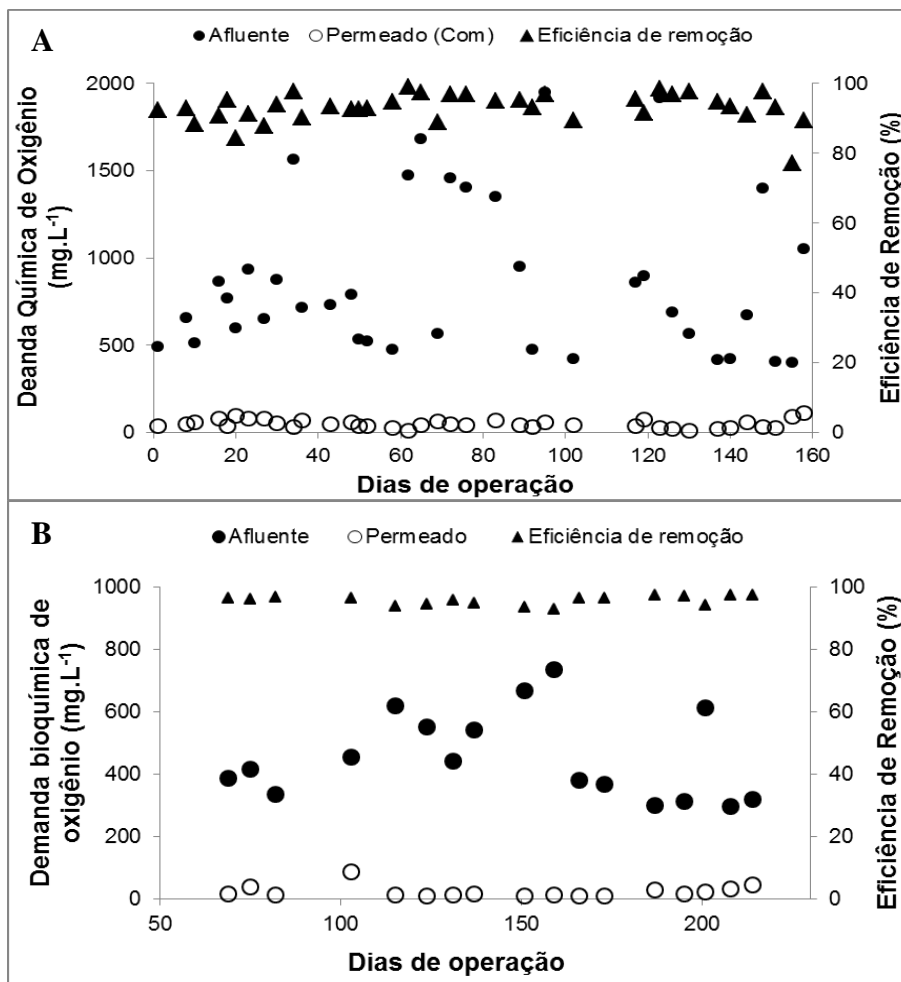 A
● Afluente ○ Permeado (Com) ▲ Eficiência de remoção
Deanda Química de Oxigênio
(mg.L⁻¹)
2000
1500
1000
500
0
100
80
60
40
20
0
Eficiência de Remoção (%)
0 20 40 60 80 100 120 140 160
Dias de operação
B
● Afluente ○ Permeado ▲ Eficiência de remoção
Demanda bioquímica de
oxigênio (mg.L⁻¹)
1000
800
600
400
200
0
100
80
60
40
20
0
Eficiência de Remoção (%)
50 100 150 200
Dias de operação